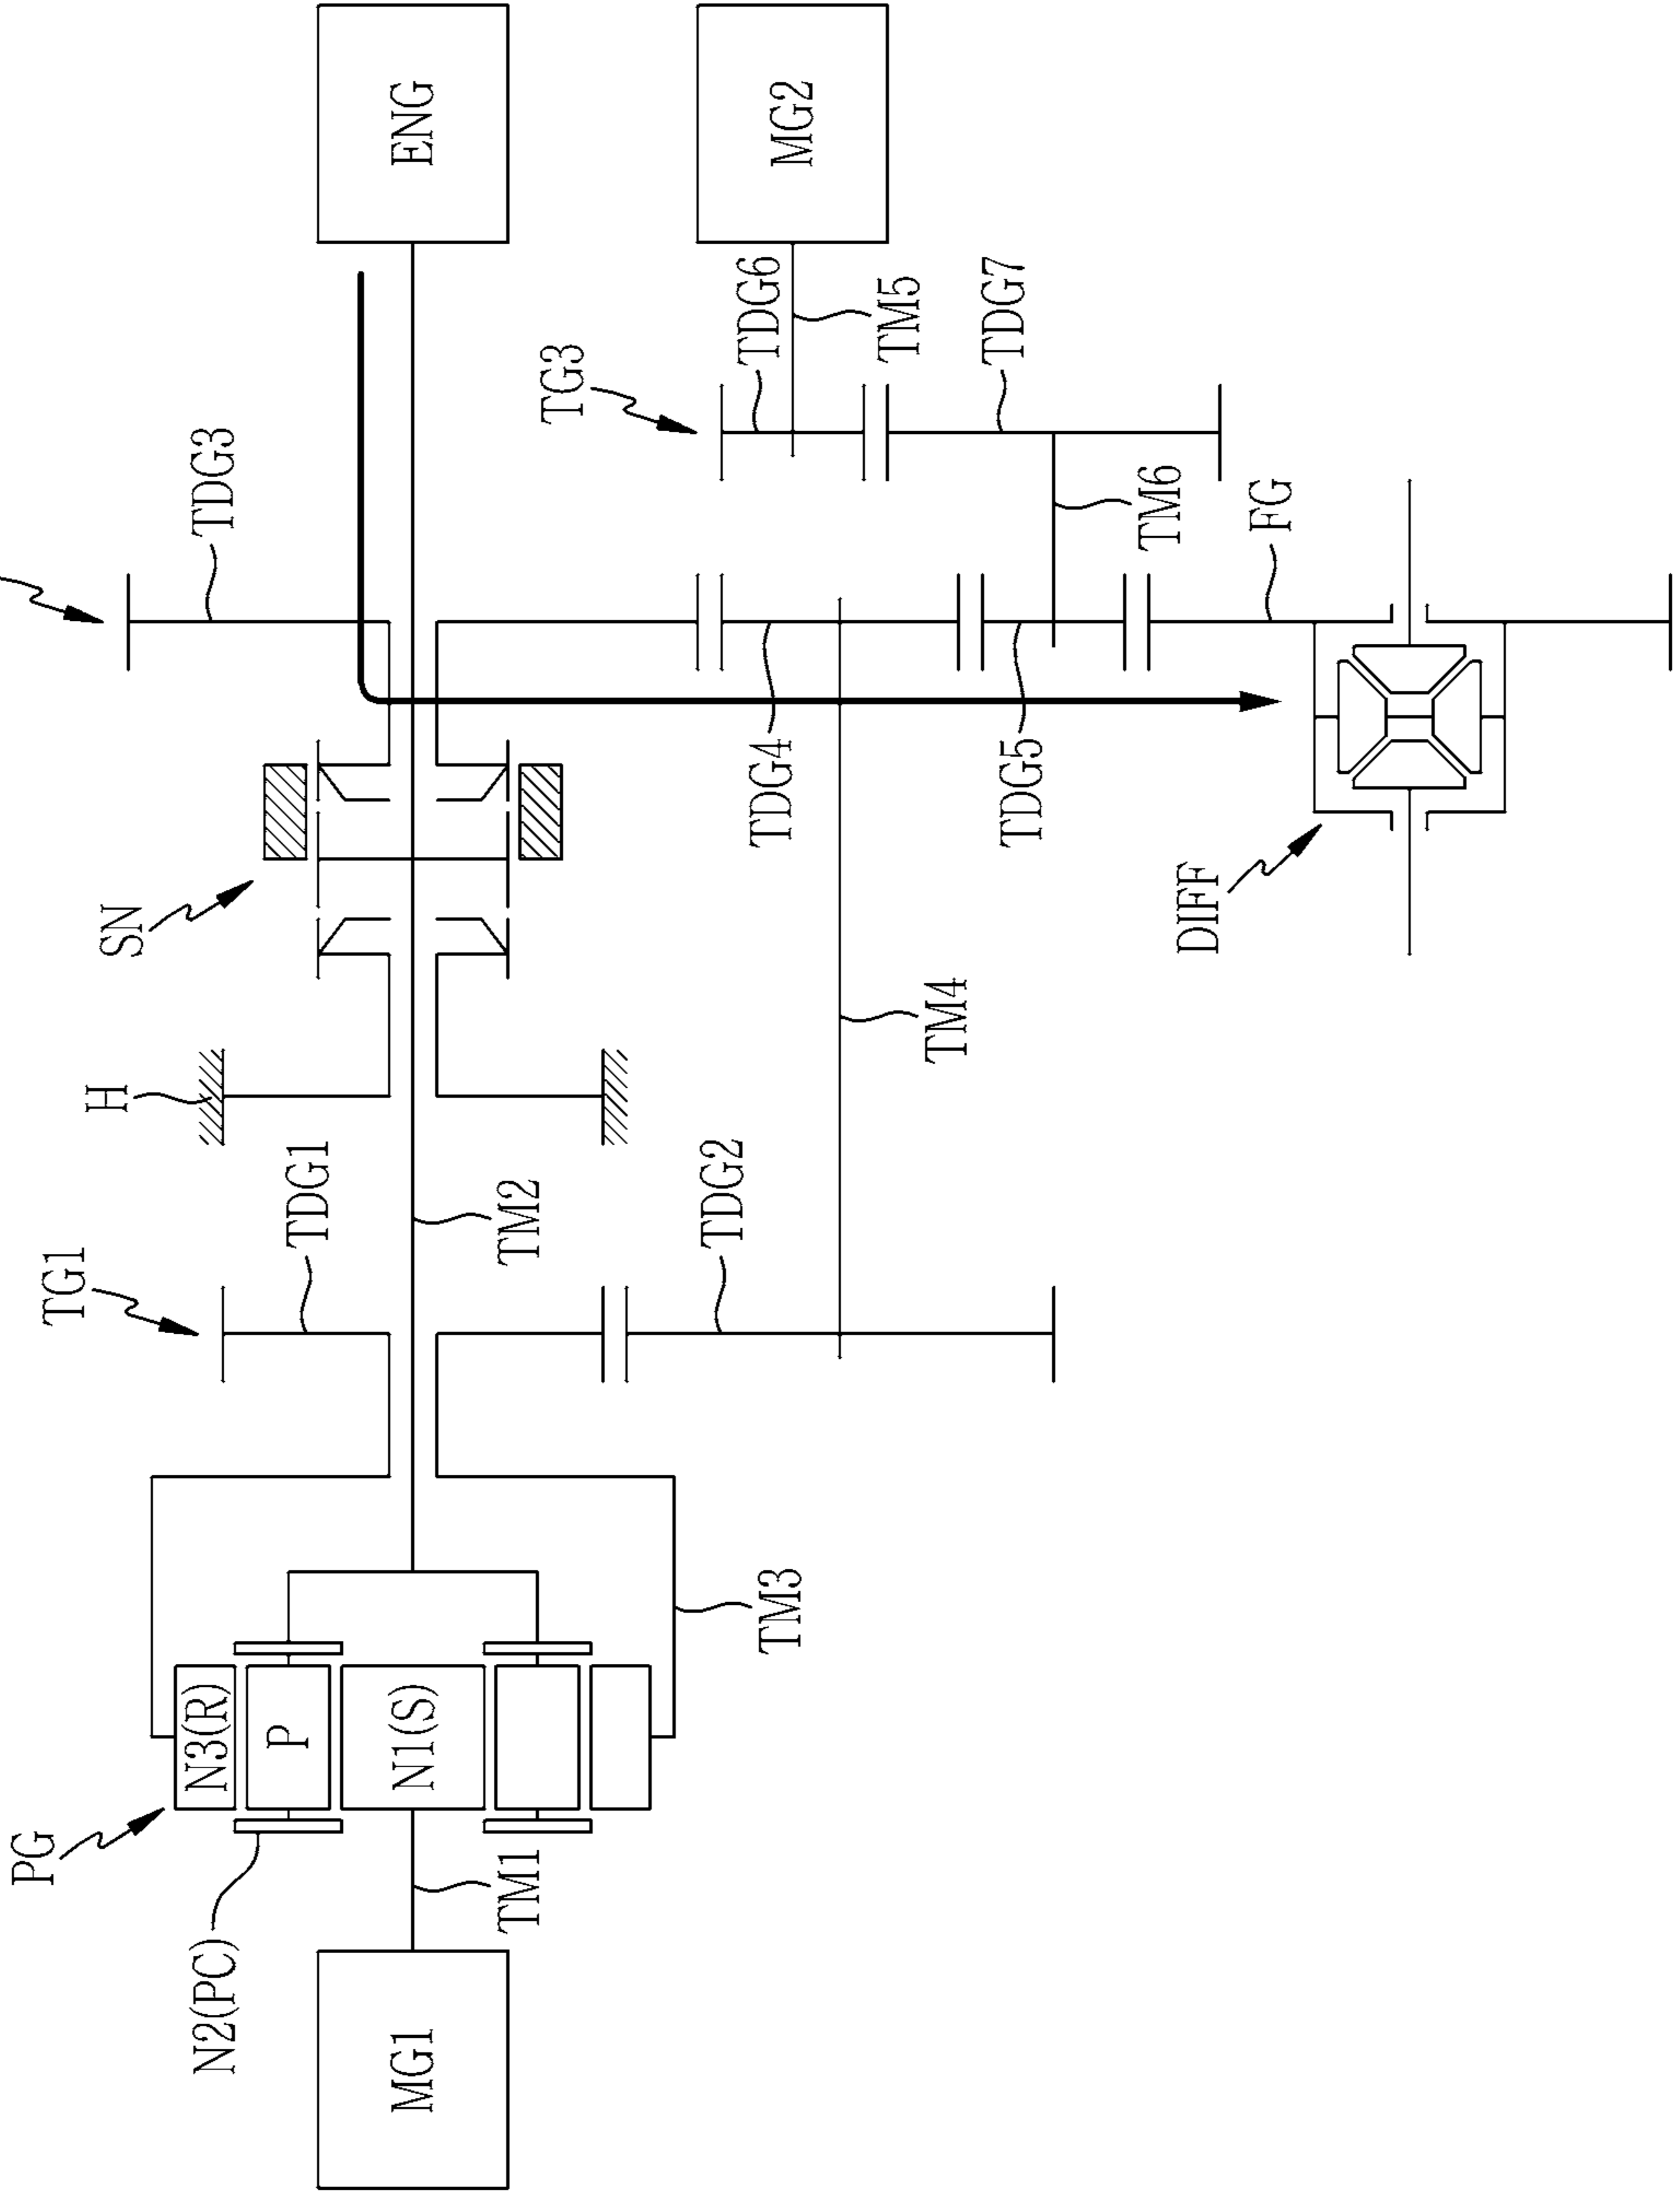 ENG
MG2
TDG6
TM5
TDG7
TG3
TDG3
TM6
FG
TDG4
TDG5
DIFF
SN
TM4
H
TDG1
TM2
TDG2
TG1
TM3
N3(R)
P
N1(S)
PG
TM1
N2(PC)
MG1